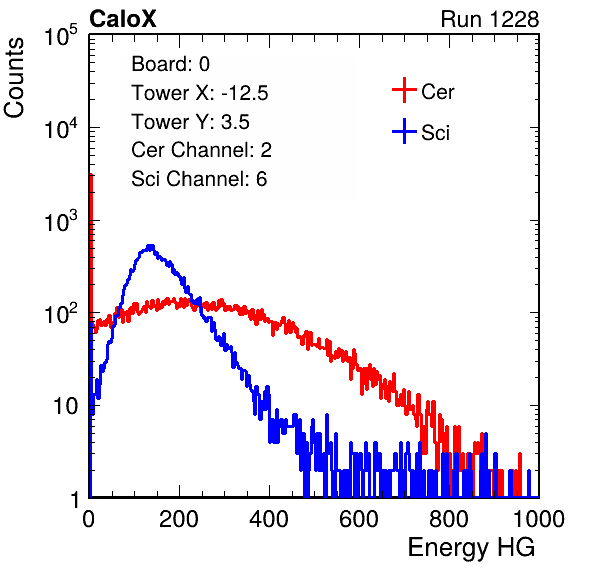 CaloX Run 1228
Counts
Board: 0
Tower X: -12.5
Tower Y: 3.5
Cer Channel: 2
Sci Channel: 6
Cer
Sci
10^5
10^4
10^3
10^2
10
1
0 200 400 600 800 1000
Energy HG